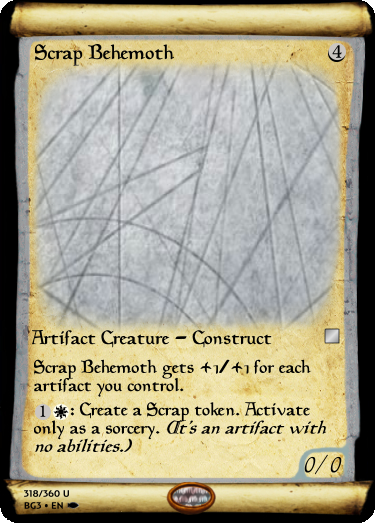 Scrap Behemoth 4
Artifact Creature – Construct
Scrap Behemoth gets +1/+1 for each
artifact you control.
1 : Create a Scrap token. Activate
only as a sorcery. (It's an artifact with
no abilities.)
0/0
318/360 U
BG3 • EN